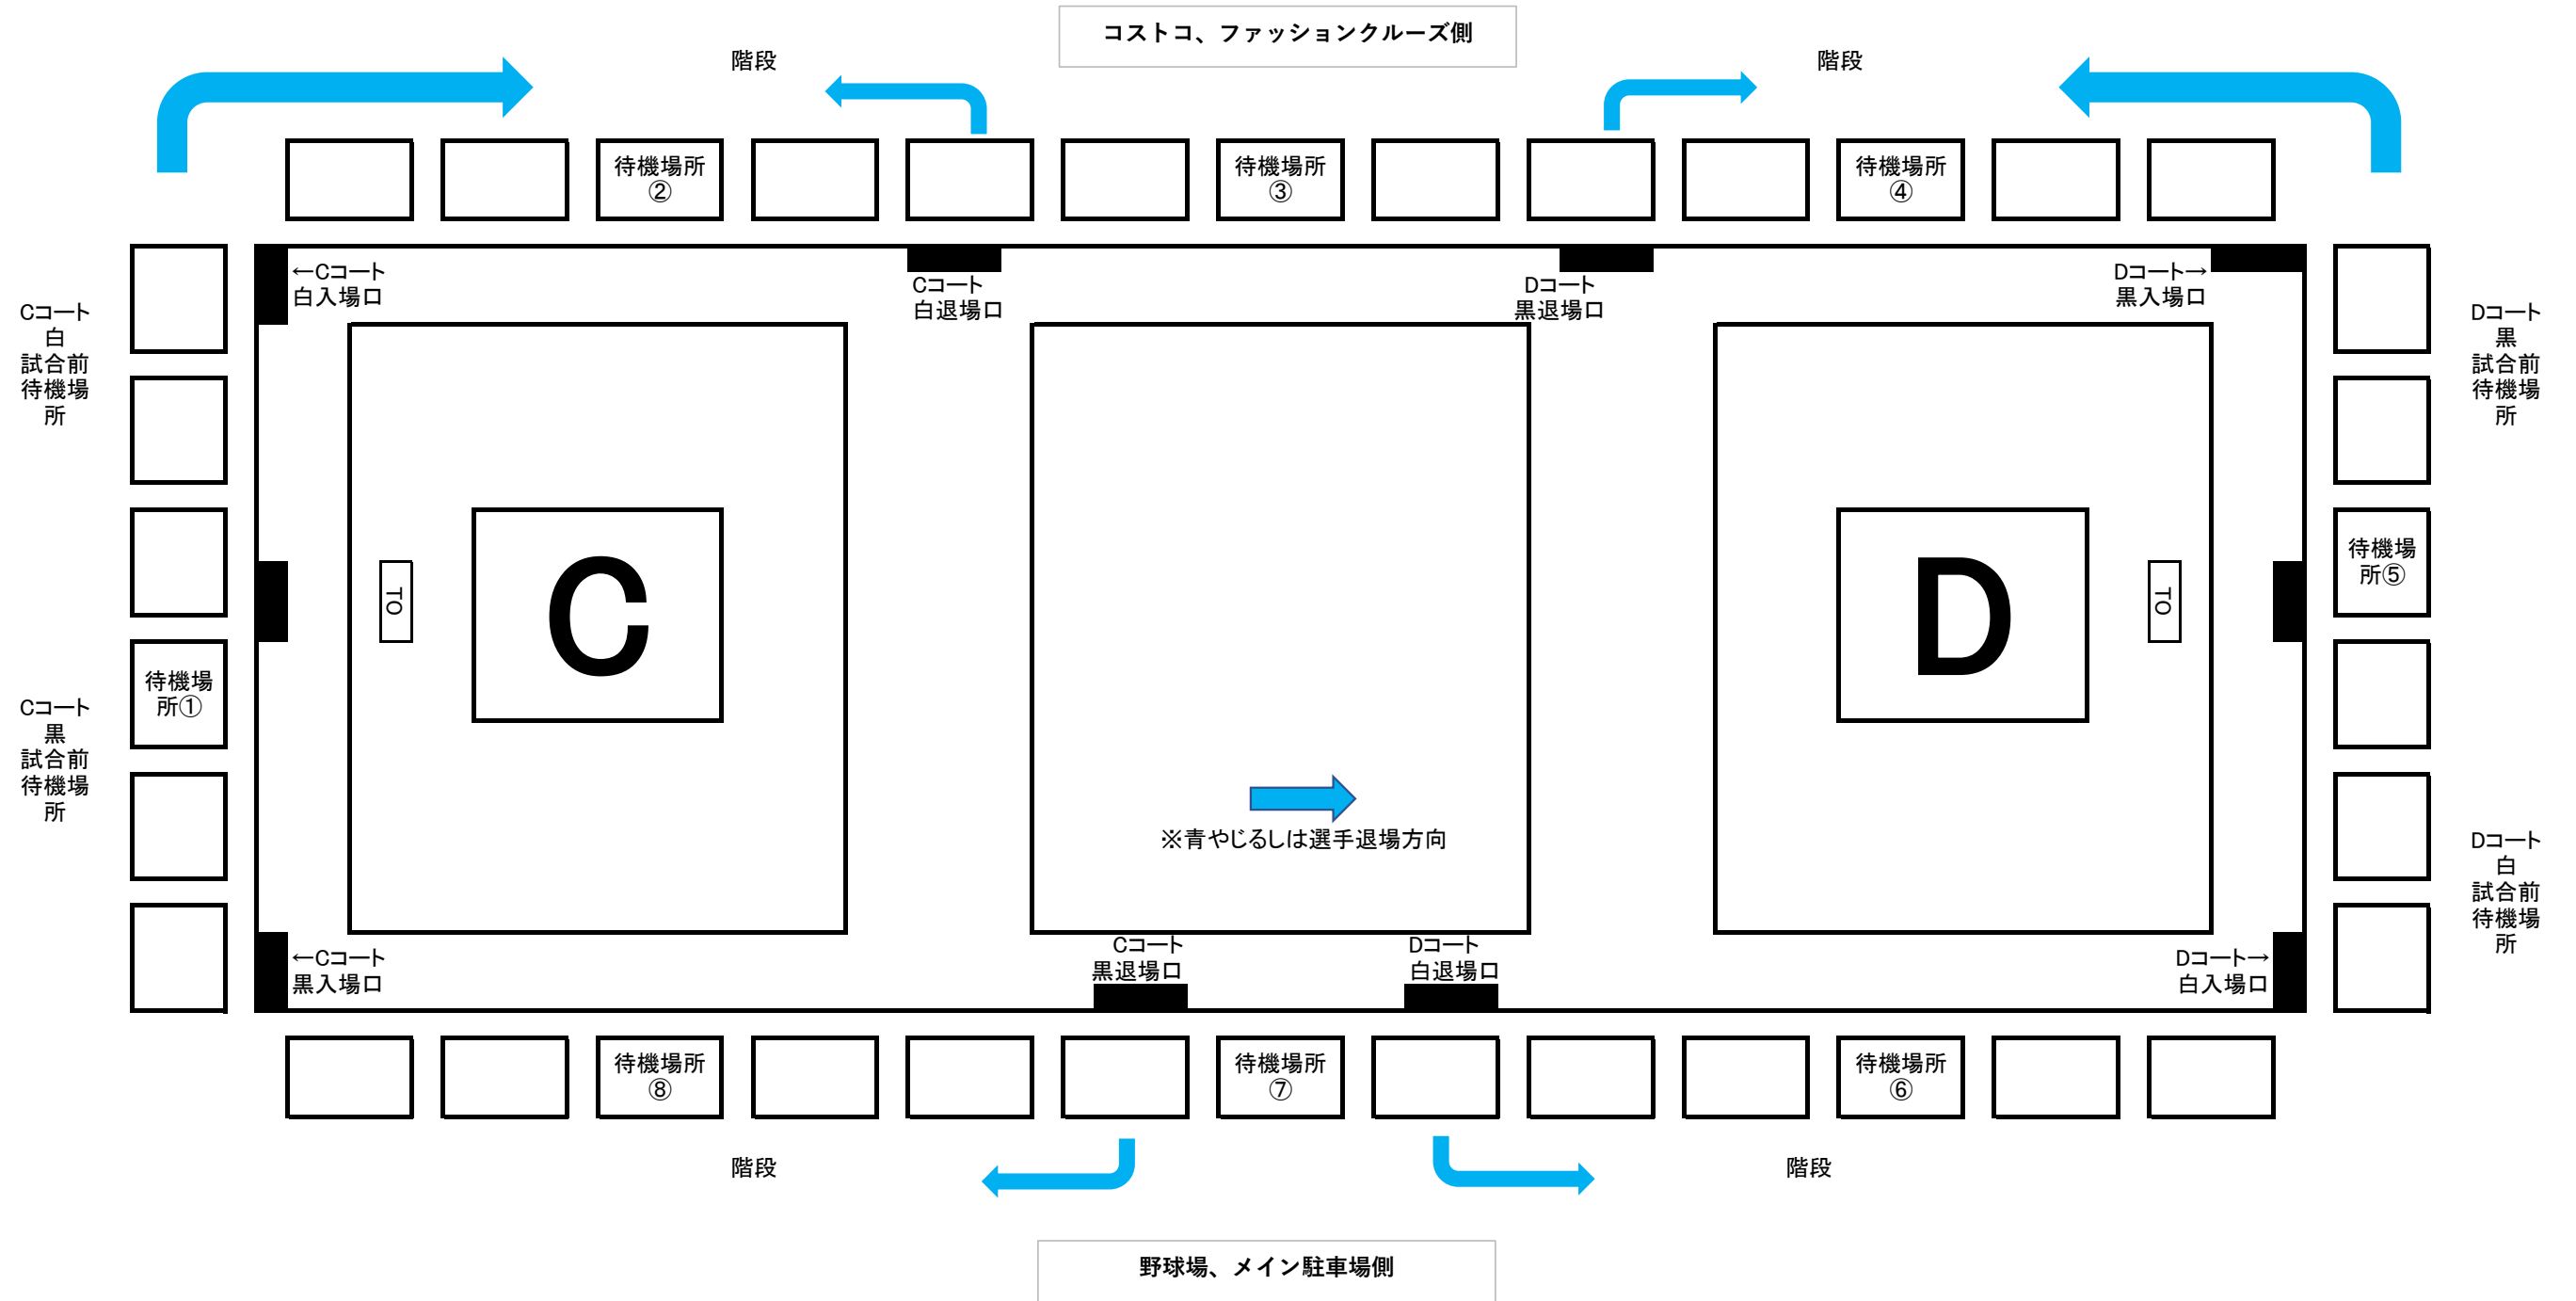 コストコ、ファッションクルーズ側
階段
階段
待機場所
②
待機場所
③
待機場所
④
←Cコート
白入場口
Cコート
白退場口
Dコート
黒退場口
Dコート→
黒入場口
Cコート
白
試合前
待機場
所
Dコート
黒
試合前
待機場
所
C
D
TO
TO
待機場
所⑤
待機場
所①
Cコート
黒
試合前
待機場
所
※青やじるしは選手退場方向
Dコート
白
試合前
待機場
所
←Cコート
黒入場口
Cコート
黒退場口
Dコート
白退場口
Dコート→
白入場口
待機場所
⑧
待機場所
⑦
待機場所
⑥
階段
階段
野球場、メイン駐車場側